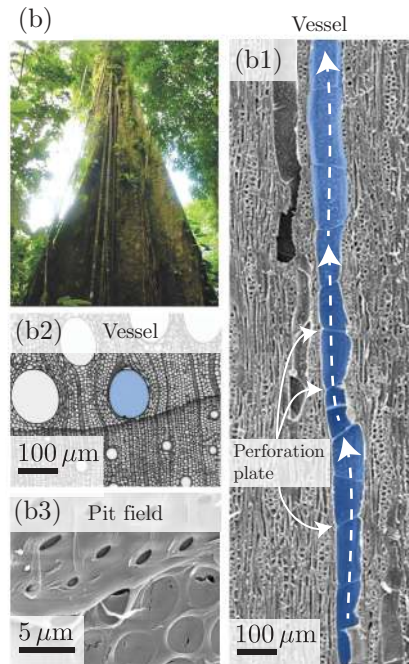 (b)
Vessel
(b1)
(b2)
Vessel
100 μm
Perforation
plate
(b3)
Pit field
5 μm
100 μm